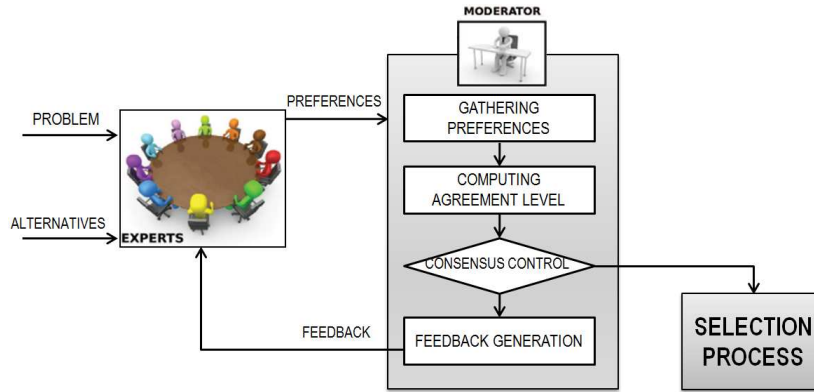 MODERATOR
PROBLEM
ALTERNATIVES
EXPERTS
PREFERENCES
GATHERING
PREFERENCES
COMPUTING
AGREEMENT LEVEL
CONSENSUS CONTROL
FEEDBACK GENERATION
FEEDBACK
SELECTION
PROCESS